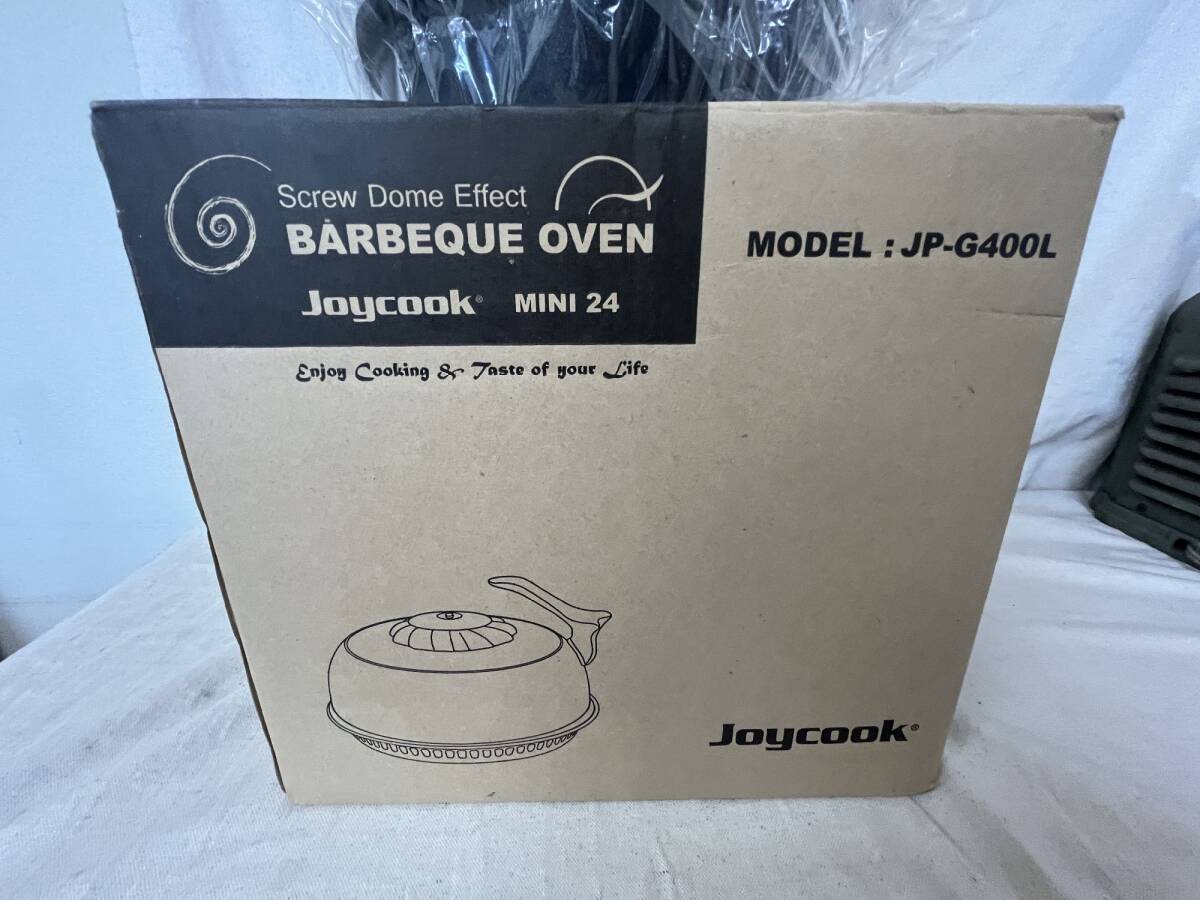 Screw Dome Effect
BARBEQUE OVEN
Joycook® MINI 24
MODEL : JP-G400L
Enjoy Cooking & Taste of your Life
Joycook®